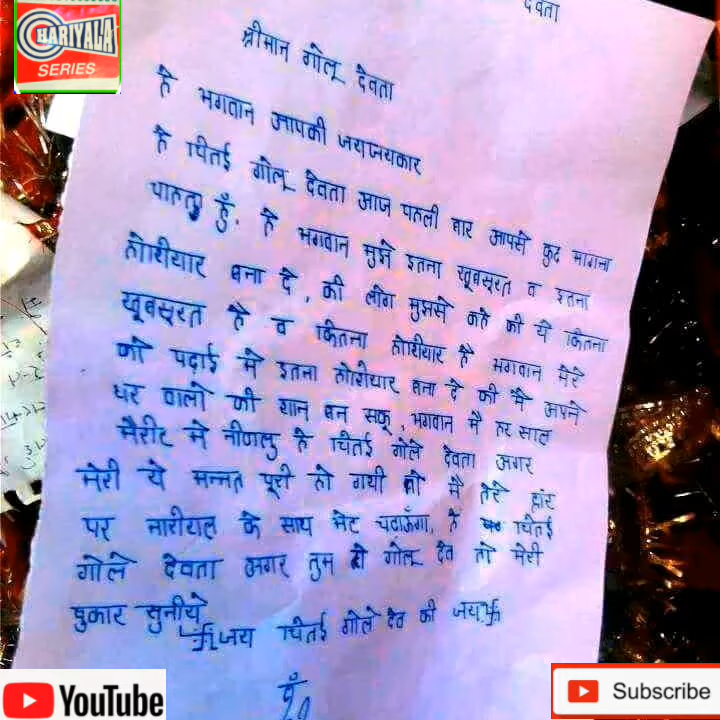 CHARIYALA
SERIES
देवता
श्रीमान गोलू देवता
हे भगवान आपकी जयजयकार
हे चितई गोलू देवता आज पहली बार आपसे कुछ मांगना
चाहता हूँ. हे भगवान मुझे इतना खूबसूरत व इतना
होशीयार बना दे, की लोग मुझसे कहे की ये कितना
खूबसूरत है व कितना होशीयार है भगवान मेरे
को पढाई मे इतना होशीयार बना दे की मै अपने
घर वालो की शान बन सकू, भगवान मै हर साल
मैरीट मे नीकालु हे चितई गोले देवता अगर
मेरी ये मन्नत पूरी हो गयी तो मै तेरे द्वार
पर नारीयल के साथ भेट चढाऊँगा, हे चितई
गोले देवता अगर तुम हो गोलू देव तो मेरी
पुकार सुनीये
卐 जय चितई गोले देव की जय 卐
YouTube
Subscribe